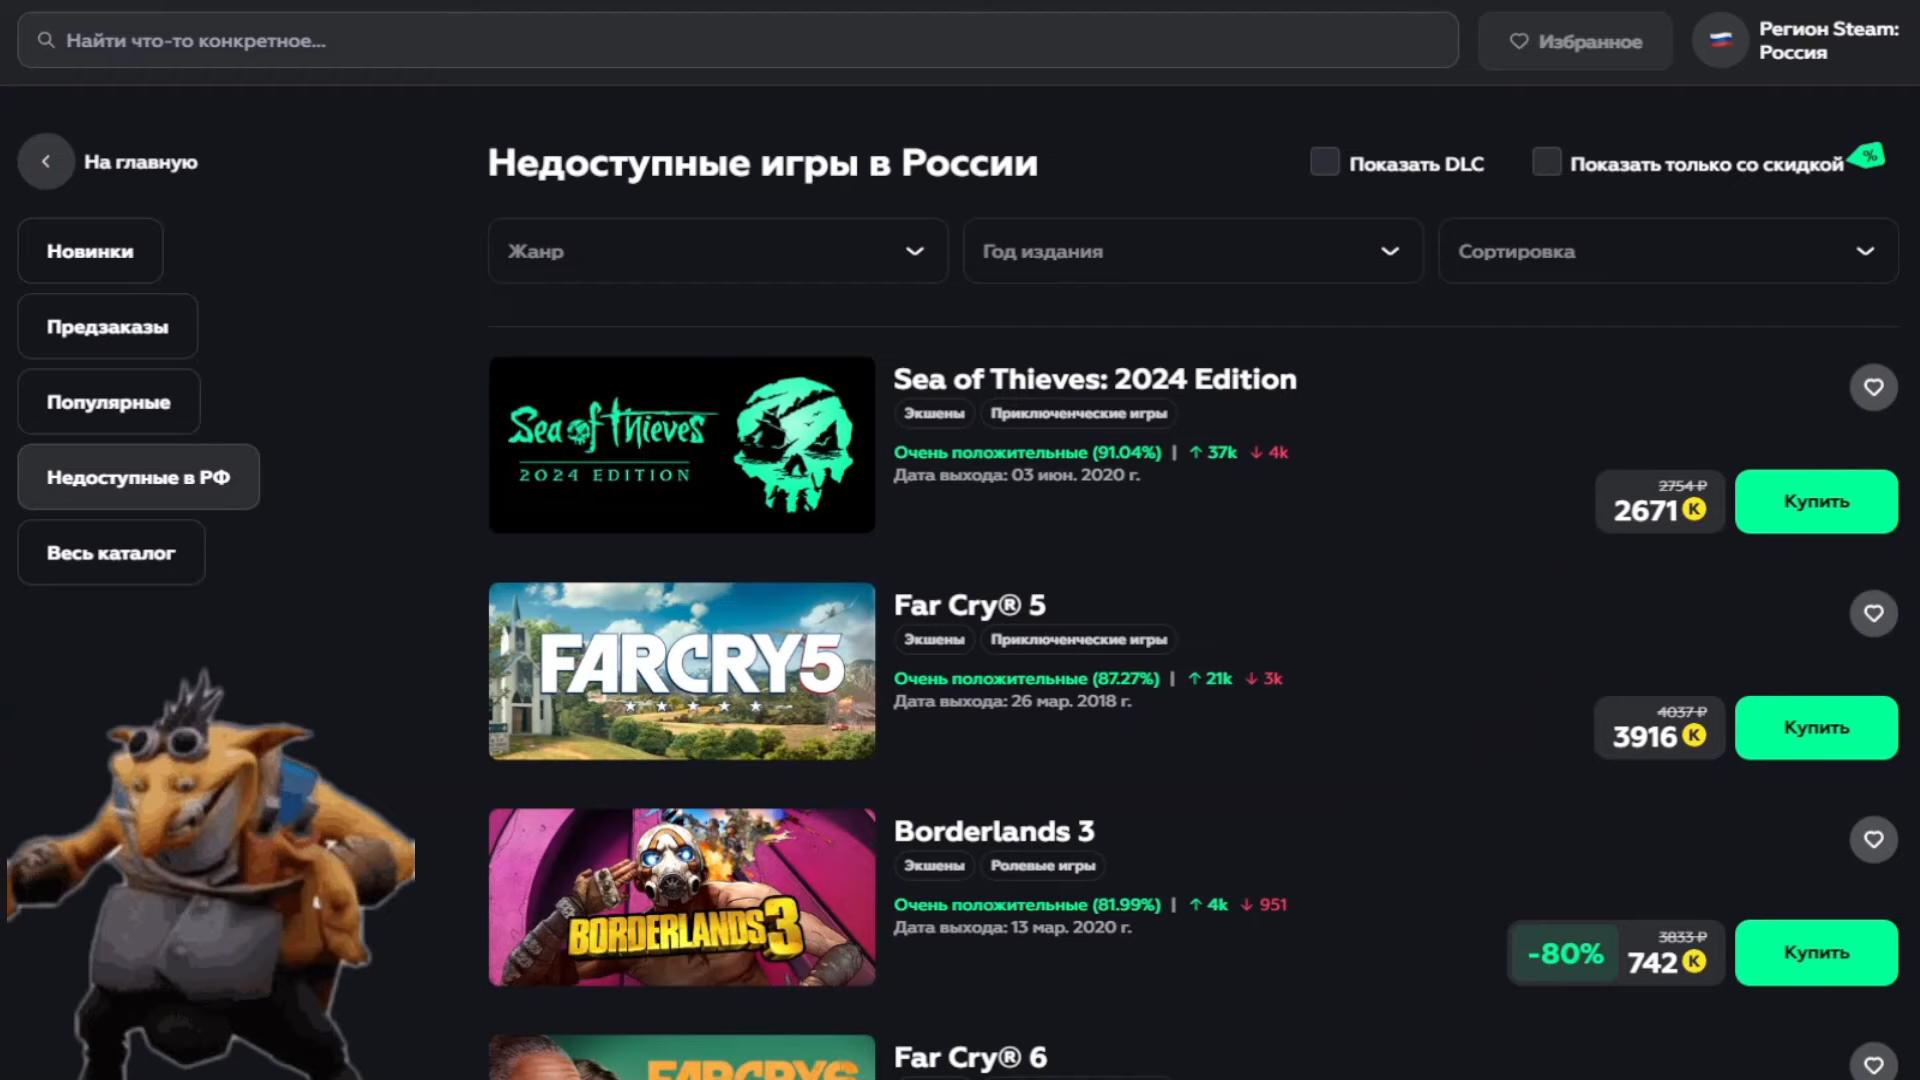 Найти что-то конкретное...
Избранное
Регион Steam:
Россия
На главную
Недоступные игры в России
Показать DLC
Показать только со скидкой
%
Новинки
Предзаказы
Популярные
Недоступные в РФ
Весь каталог
Жанр
Год издания
Сортировка
Sea of Thieves
2024 EDITION
Sea of Thieves: 2024 Edition
Экшены
Приключенческие игры
Очень положительные (91.04%) | ↑ 37k ↓ 4k
Дата выхода: 03 июн. 2020 г.
2754 ₽
2671 K
Купить
FARCRY5
Far Cry® 5
Экшены
Приключенческие игры
Очень положительные (87.27%) | ↑ 21k ↓ 3k
Дата выхода: 26 мар. 2018 г.
4037 ₽
3916 K
Купить
BORDERLANDS 3
Borderlands 3
Экшены
Ролевые игры
Очень положительные (81.99%) | ↑ 4k ↓ 951
Дата выхода: 13 мар. 2020 г.
-80%
3833 ₽
742 K
Купить
FARCRY6
Far Cry® 6